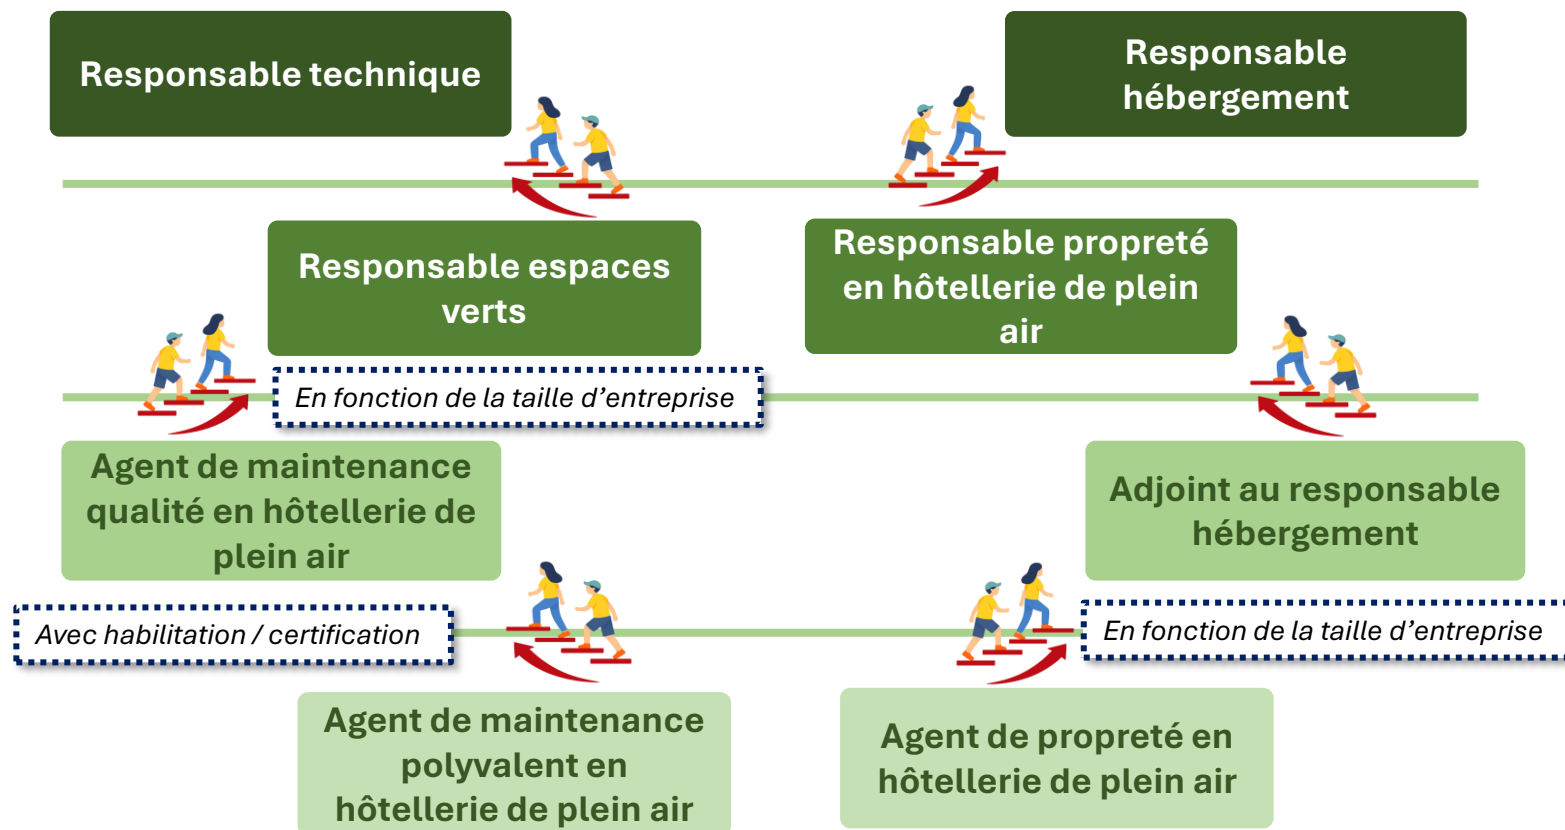 Responsable technique
Responsable
hébergement
Responsable espaces
verts
Responsable propreté
en hôtellerie de plein
air
En fonction de la taille d’entreprise
Agent de maintenance
qualité en hôtellerie de
plein air
Adjoint au responsable
hébergement
Avec habilitation / certification
En fonction de la taille d’entreprise
Agent de maintenance
polyvalent en
hôtellerie de plein air
Agent de propreté en
hôtellerie de plein air